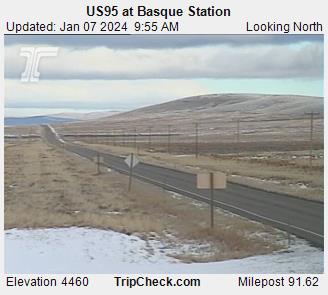 US95 at Basque Station
Updated: Jan 07 2024 9:55 AM Looking North
Elevation 4460 TripCheck.com Milepost 91.62